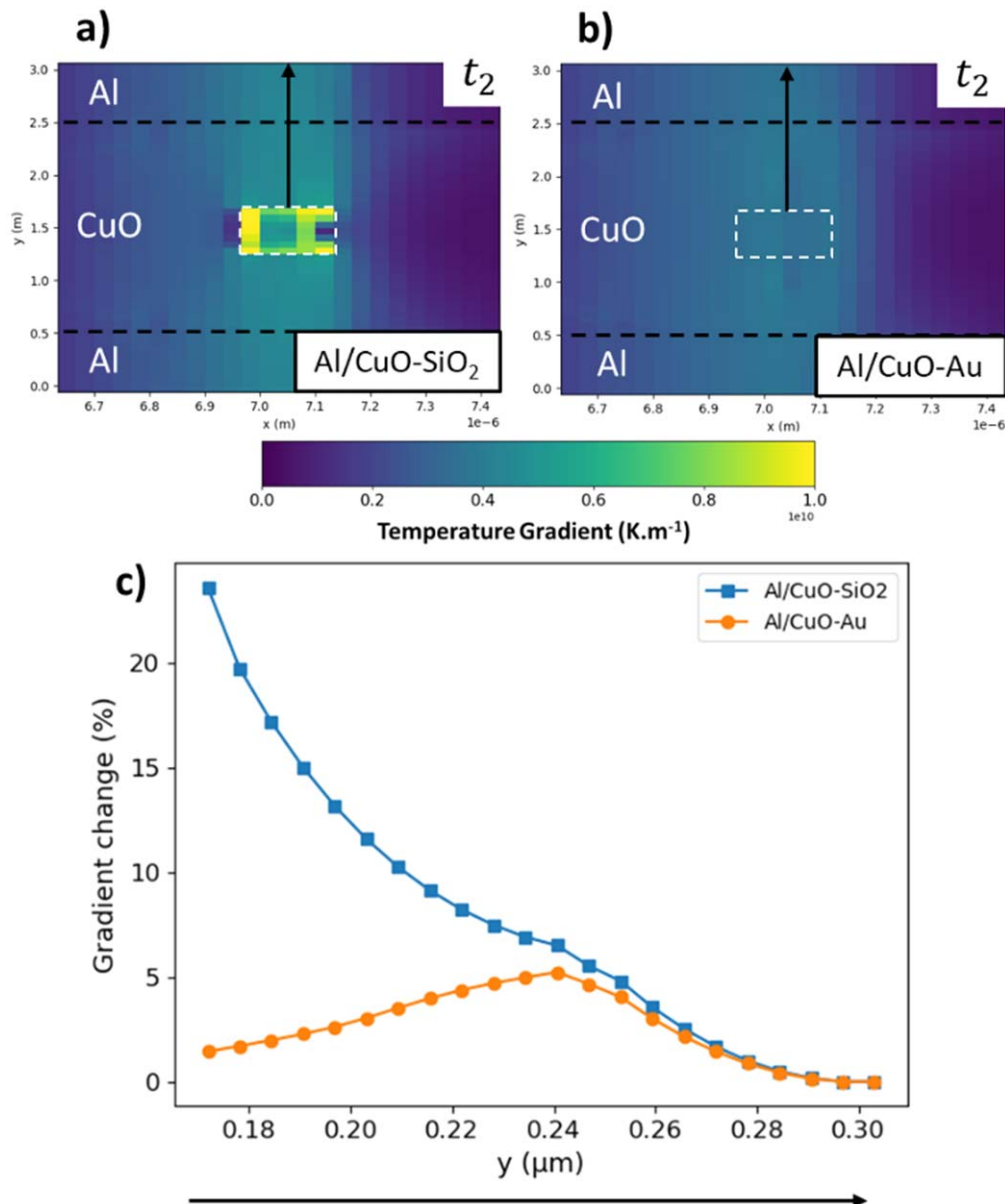 a)
b)
3.0
2.5
2.0
1.5
1.0
0.5
0.0
y (m)
Al
CuO
Al
t₂
Al/CuO-SiO₂
6.7 6.8 6.9 7.0 7.1 7.2 7.3 7.4
x (m)
1e−6
3.0
2.5
2.0
1.5
1.0
0.5
0.0
y (m)
Al
CuO
Al
t₂
Al/CuO-Au
6.7 6.8 6.9 7.0 7.1 7.2 7.3 7.4
x (m)
1e−6
0.0 0.2 0.4 0.6 0.8 1.0
1e10
Temperature Gradient (K.m⁻¹)
c)
Al/CuO-SiO2
Al/CuO-Au
20
15
10
5
0
Gradient change (%)
0.18 0.20 0.22 0.24 0.26 0.28 0.30
y (μm)